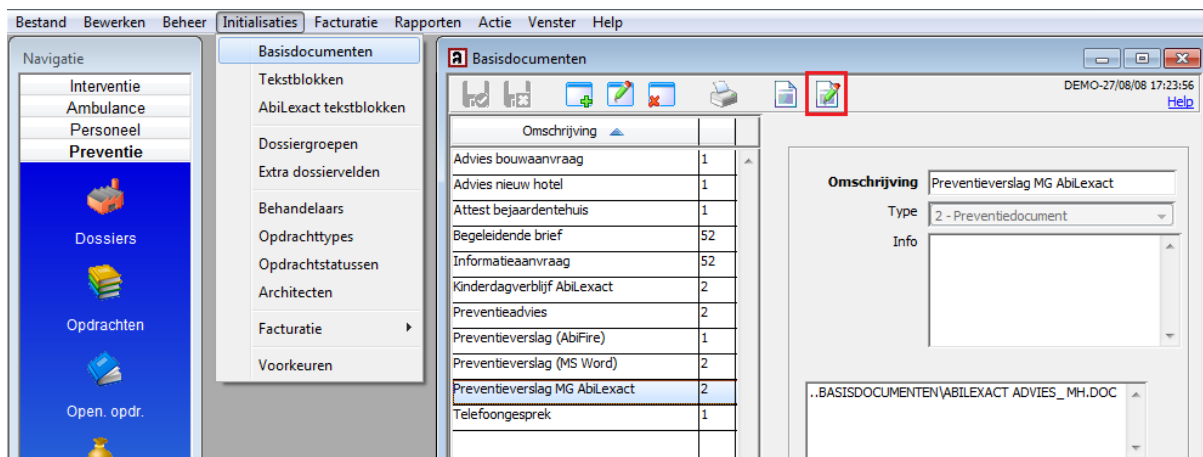 Bestand Bewerken Beheer Initialisaties Facturatie Rapporten Actie Venster Help
Navigatie
Interventie
Ambulance
Personeel
Preventie
Dossiers
Opdrachten
Open. opdr.
Basisdocumenten
Tekstblokken
AbiLexact tekstblokken
Dossiergroepen
Extra dossiervelden
Behandelaars
Opdrachttypes
Opdrachtstatussen
Architecten
Facturatie
Voorkeuren
a Basisdocumenten
DEMO-27/08/08 17:23:56
Help
Omschrijving
Advies bouwaanvraag 1
Advies nieuw hotel 1
Attest bejaardentehuis 1
Begeleidende brief 52
Informatieaanvraag 52
Kinderdagverblijf AbiLexact 2
Preventieadvies 2
Preventieverslag (AbiFire) 1
Preventieverslag (MS Word) 2
Preventieverslag MG AbiLexact 2
Telefoongesprek 1
Omschrijving Preventieverslag MG AbiLexact
Type 2 - Preventiedocument
Info
..BASISDOCUMENTEN\ABILEXACT ADVIES_MH.DOC